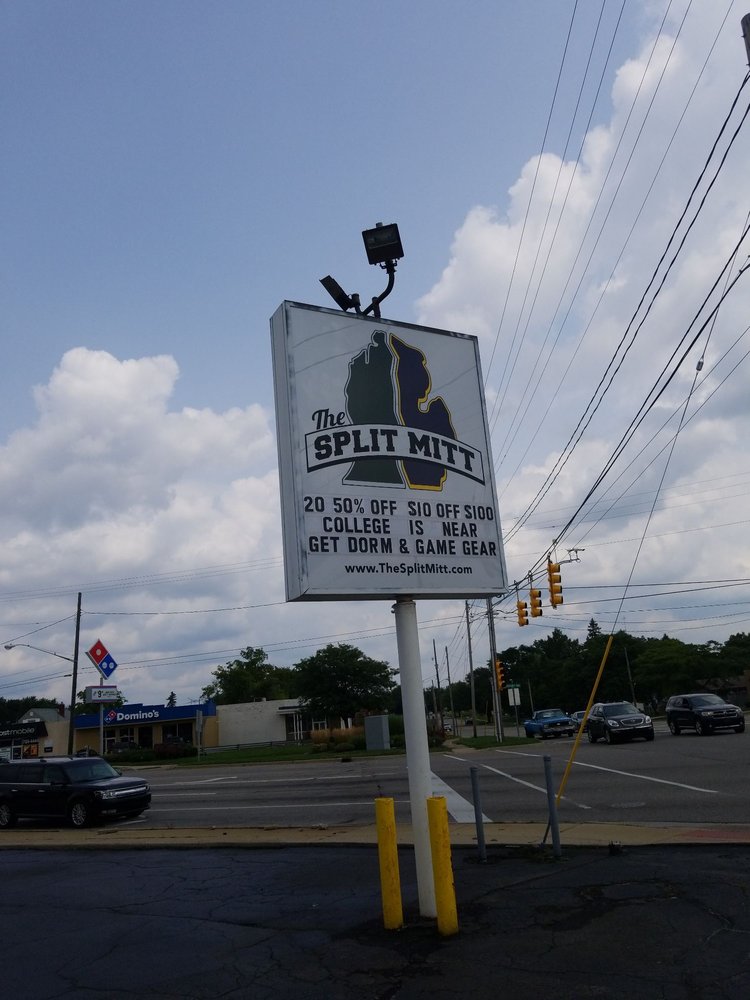 The
SPLIT MITT
20 50% OFF $10 OFF $100
COLLEGE IS NEAR
GET DORM & GAME GEAR
www.TheSplitMitt.com
Domino's